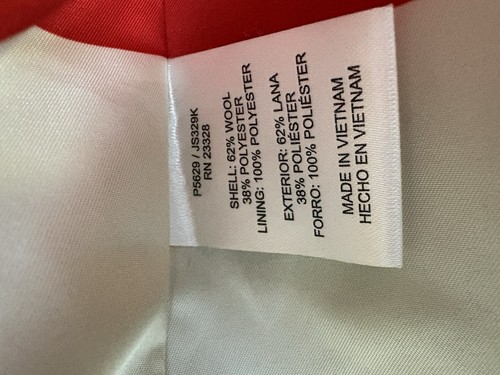 P5629 / JS329K
RN 23328
SHELL: 62% WOOL
38% POLYESTER
LINING: 100% POLYESTER
EXTERIOR: 62% LANA
38% POLIÉSTER
FORRO: 100% POLIÉSTER
MADE IN VIETNAM
HECHO EN VIETNAM